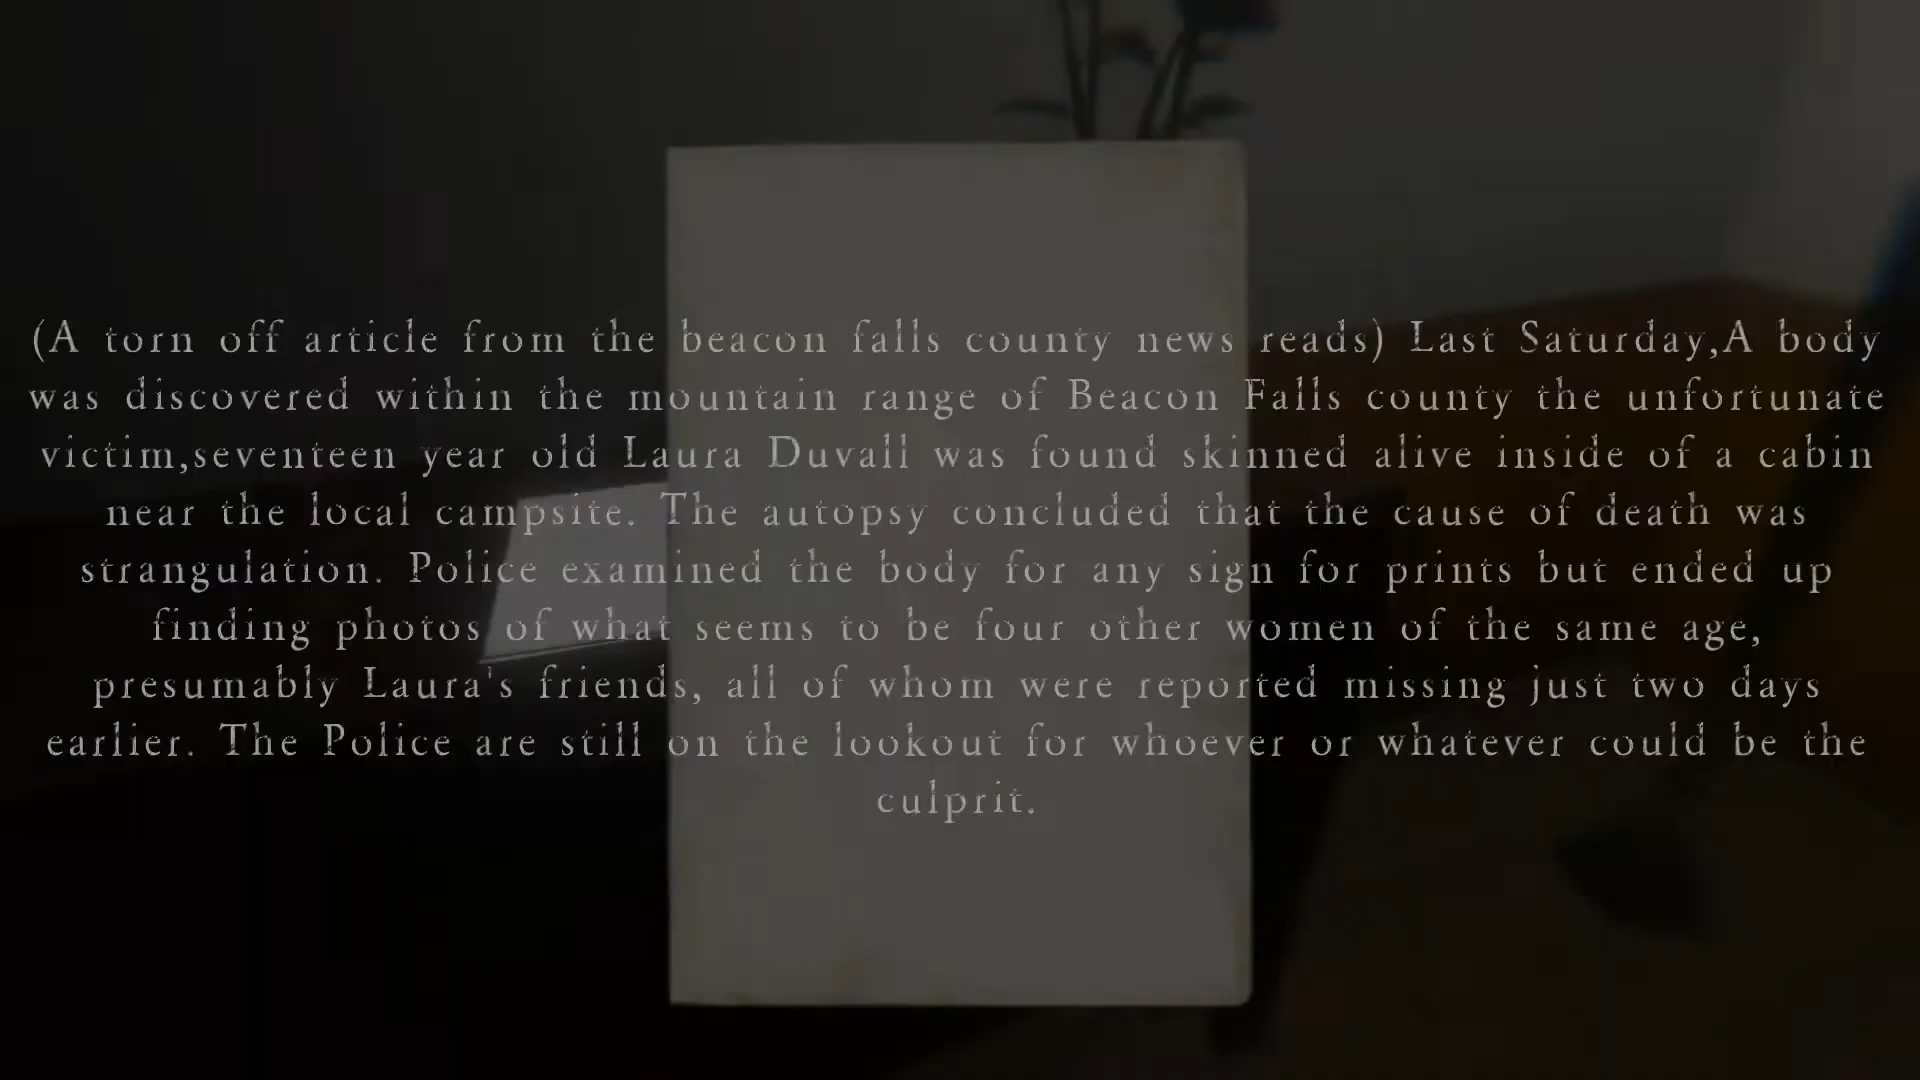 (A torn off article from the beacon falls county news reads) Last Saturday,A body
was discovered within the mountain range of Beacon Falls county the unfortunate
victim,seventeen year old Laura Duvall was found skinned alive inside of a cabin
near the local campsite. The autopsy concluded that the cause of death was
strangulation. Police examined the body for any sign for prints but ended up
finding photos of what seems to be four other women of the same age,
presumably Laura's friends, all of whom were reported missing just two days
earlier. The Police are still on the lookout for whoever or whatever could be the
culprit.